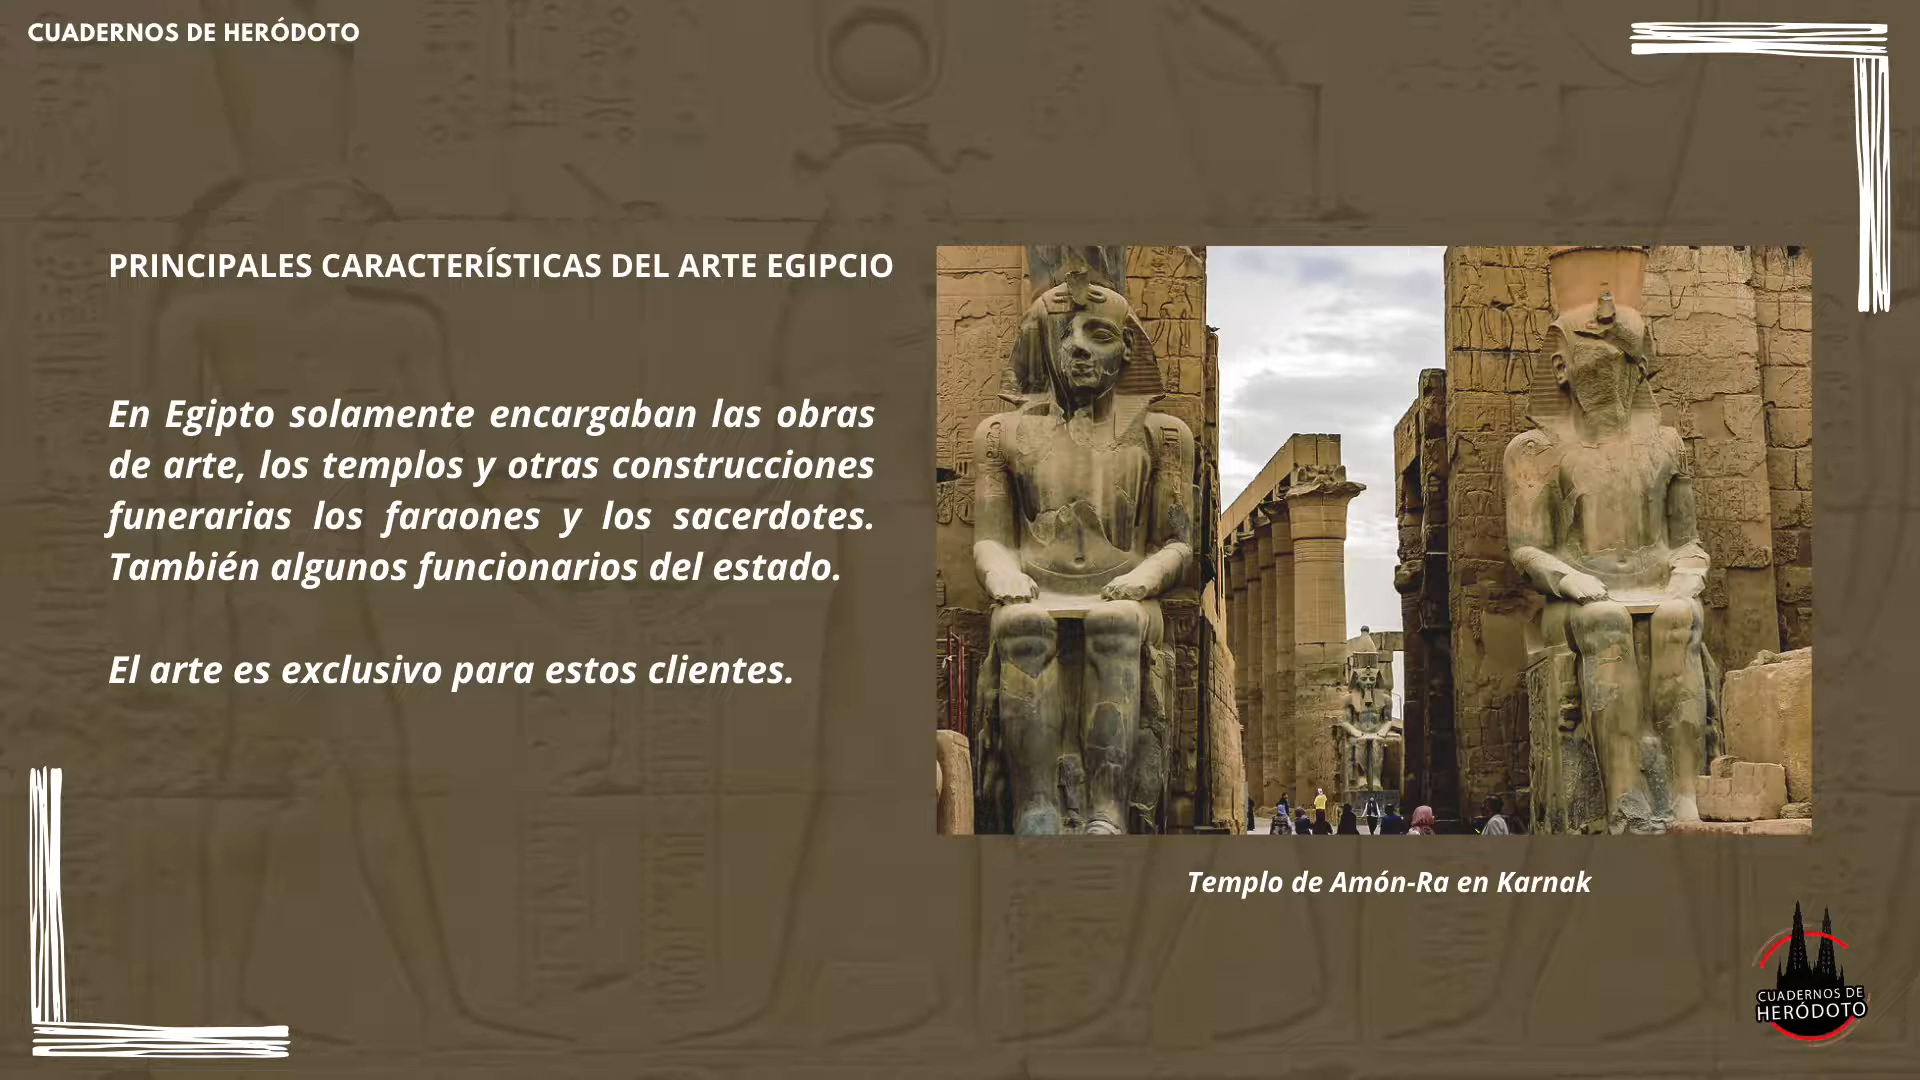 CUADERNOS DE HERÓDOTO
PRINCIPALES CARACTERÍSTICAS DEL ARTE EGIPCIO
En Egipto solamente encargaban las obras
de arte, los templos y otras construcciones
funerarias los faraones y los sacerdotes.
También algunos funcionarios del estado.
El arte es exclusivo para estos clientes.
Templo de Amón-Ra en Karnak
CUADERNOS DE
HERÓDOTO